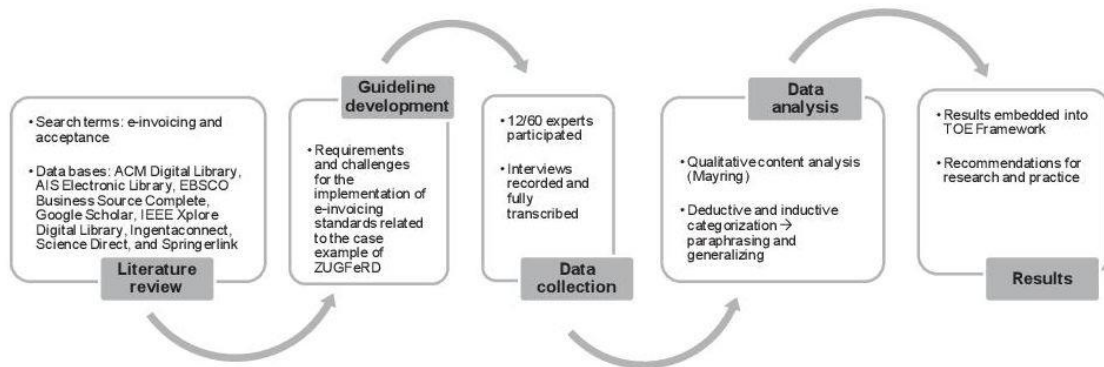 • Search terms: e-invoicing and
acceptance
• Data bases: ACM Digital Library,
AIS Electronic Library, EBSCO
Business Source Complete,
Google Scholar, IEEE Xplore
Digital Library, Ingentaconnect,
Science Direct, and Springerlink
Literature
review
Guideline
development
• Requirements
and challenges
for the
implementation of
e-invoicing
standards related
to the case
example of
ZUGFeRD
• 12/60 experts
participated
• Interviews
recorded and
fully
transcribed
Data
collection
Data
analysis
• Qualitative content analysis
(Mayring)
• Deductive and inductive
categorization →
paraphrasing and
generalizing
• Results embedded into
TOE Framework
• Recommendations for
research and practice
Results